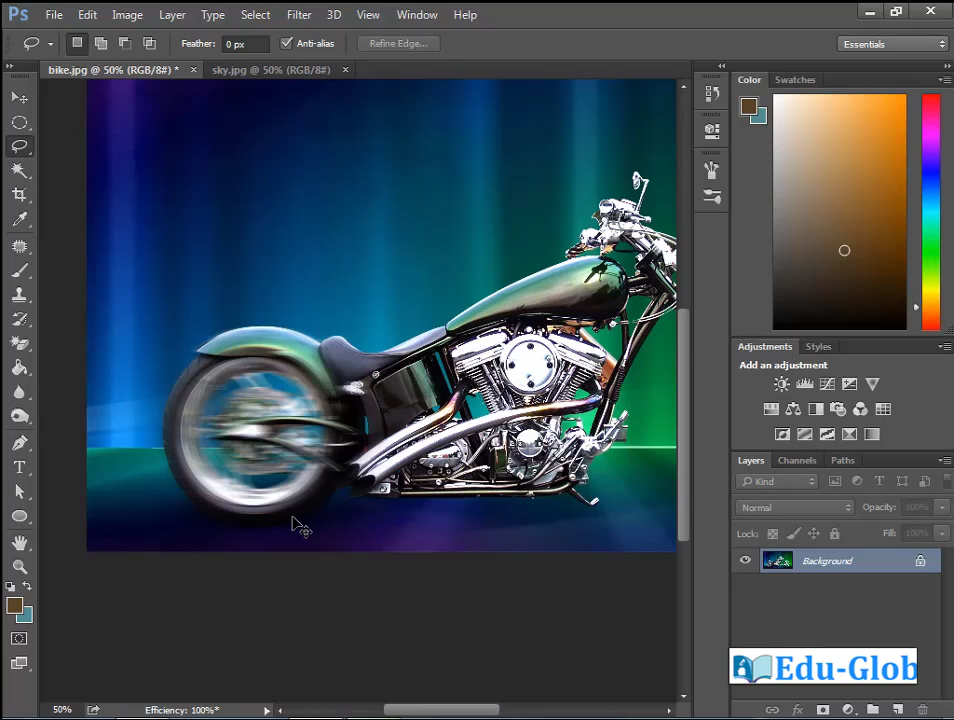 Ps File Edit Image Layer Type Select Filter 3D View Window Help
Feather: 0 px Anti-alias Refine Edge... Essentials
bike.jpg @ 50% (RGB/8#) * × sky.jpg @ 50% (RGB/8#) ×
Color Swatches
Adjustments Styles
Add an adjustment
Layers Channels Paths
Kind
Normal Opacity: 100%
Lock: Fill: 100%
Background
Edu-Glob
50% Efficiency: 100%*